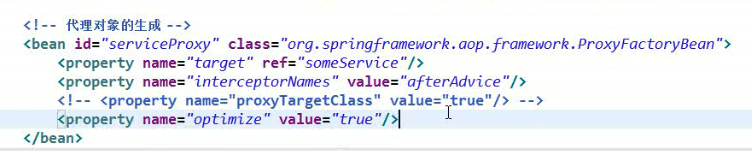 <!-- 代理对象的生成 -->
<bean id="serviceProxy" class="org.springframework.aop.framework.ProxyFactoryBean">
<property name="target" ref="someService"/>
<property name="interceptorNames" value="afterAdvice"/>
<!-- <property name="proxyTargetClass" value="true"/> -->
<property name="optimize" value="true"/>
</bean>